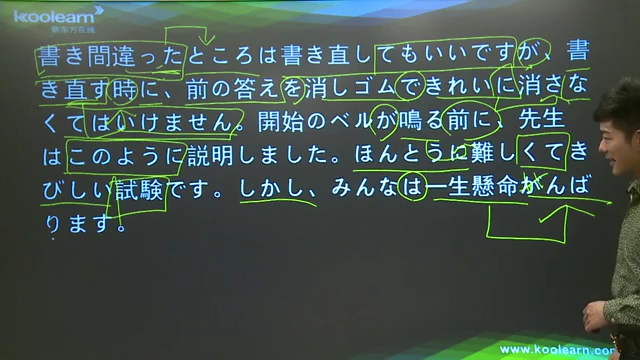 koolearn
新东方在线
書き間違ったところは書き直してもいいですが、書
き直す時に、前の答えを消しゴムできれいに消さな
くてはいけません。開始のベルが鳴る前に、先生
はこのように説明しました。ほんとうに難しくてき
びしい試験です。しかし、みんなは一生懸命がんば
ります。
www.koolearn.com